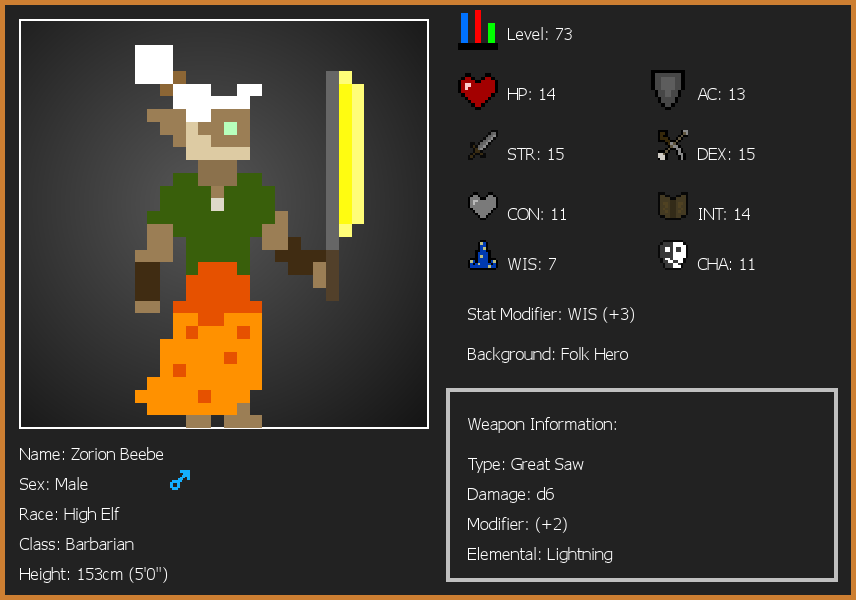 Level: 73
HP: 14
AC: 13
STR: 15
DEX: 15
CON: 11
INT: 14
WIS: 7
CHA: 11
Stat Modifier: WIS (+3)
Background: Folk Hero
Weapon Information:
Type: Great Saw
Damage: d6
Modifier: (+2)
Elemental: Lightning
Name: Zorion Beebe
Sex: Male
Race: High Elf
Class: Barbarian
Height: 153cm (5'0")